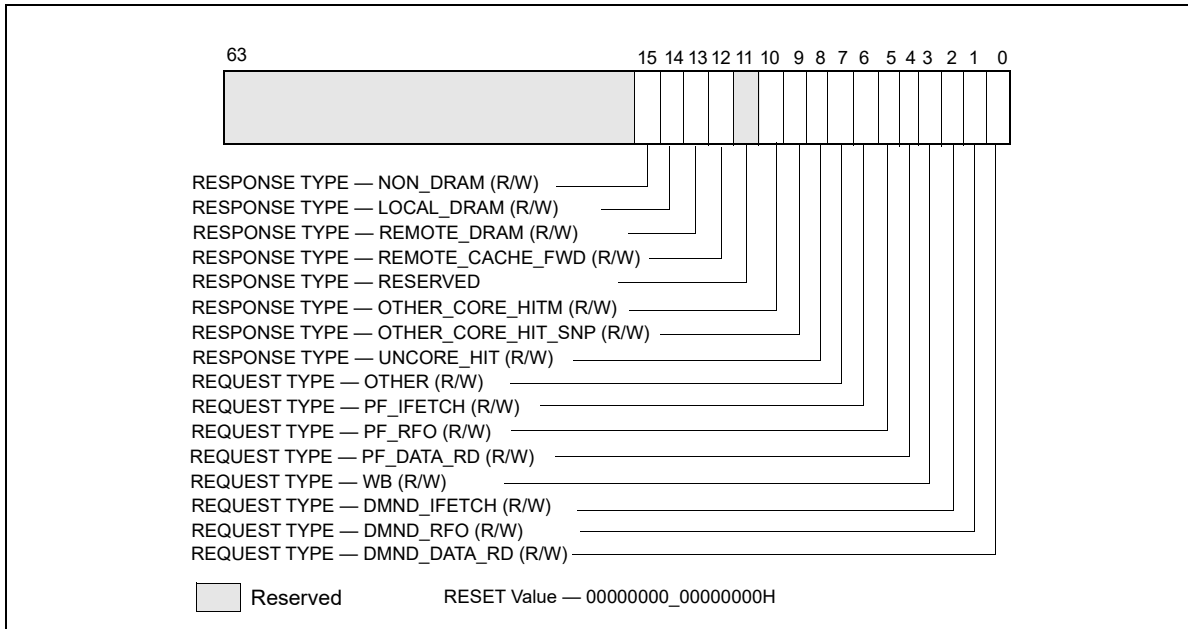 63 15 14 13 12 11 10 9 8 7 6 5 4 3 2 1 0
RESPONSE TYPE — NON_DRAM (R/W)
RESPONSE TYPE — LOCAL_DRAM (R/W)
RESPONSE TYPE — REMOTE_DRAM (R/W)
RESPONSE TYPE — REMOTE_CACHE_FWD (R/W)
RESPONSE TYPE — RESERVED
RESPONSE TYPE — OTHER_CORE_HITM (R/W)
RESPONSE TYPE — OTHER_CORE_HIT_SNP (R/W)
RESPONSE TYPE — UNCORE_HIT (R/W)
REQUEST TYPE — OTHER (R/W)
REQUEST TYPE — PF_IFETCH (R/W)
REQUEST TYPE — PF_RFO (R/W)
REQUEST TYPE — PF_DATA_RD (R/W)
REQUEST TYPE — WB (R/W)
REQUEST TYPE — DMND_IFETCH (R/W)
REQUEST TYPE — DMND_RFO (R/W)
REQUEST TYPE — DMND_DATA_RD (R/W)
Reserved RESET Value — 00000000_00000000H